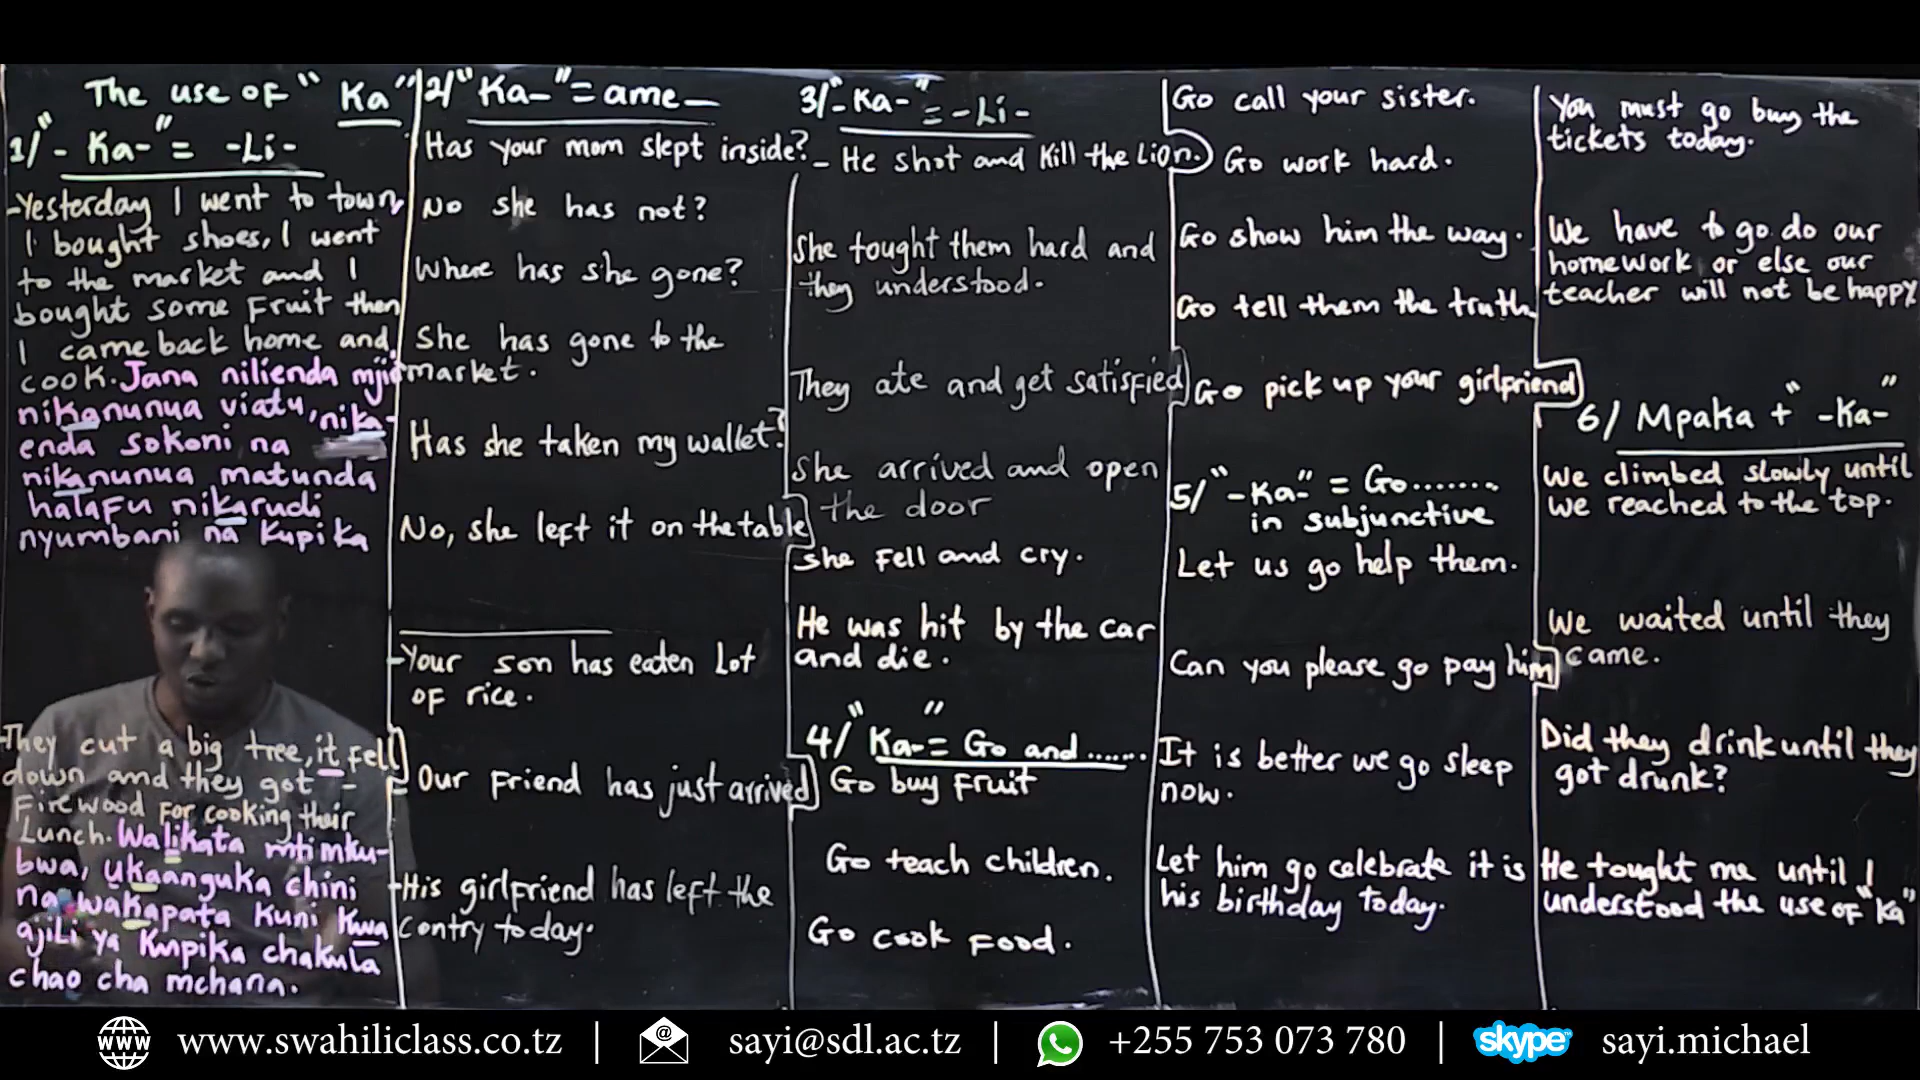 The use of "Ka"
1/ "-Ka-" = -Li-
-Yesterday I went to town,
I bought shoes, I went
to the market and I
bought some fruit then
I came back home and
cook. Jana nilienda mjio
nikanunua viatu, nika-
enda sokoni na
nikanunua matunda
halafu nikarudi
nyumbani na kupika
They cut a big tree, it fell
down and they got -
Firewood for cooking their
Lunch. Walikata mti mku-
bwa, ukaanguka chini
na wakapata kuni kwa
ajili ya kupika chakula
chao cha mchana.
2/ "Ka-" = ame-
Has your mom slept inside?
No she has not?
Where has she gone?
She has gone to the
market.
Has she taken my wallet?
No, she left it on the table
-Your son has eaten Lot
of rice.
- Our friend has just arrived
-His girlfriend has left the
contry today.
3/ "-Ka-" = -Li-
- He shot and kill the Lion.
She tought them hard and
they understood.
They ate and get satisfied
She arrived and open
the door
she fell and cry.
He was hit by the car
and die.
4/ "Ka-" = Go and ......
Go buy fruit
Go teach children.
Go cook food.
Go call your sister.
Go work hard.
Go show him the way.
Go tell them the truth.
Go pick up your girlfriend
5/ "-Ka-" = Go.......
in subjunctive
Let us go help them.
Can you please go pay him
It is better we go sleep
now.
Let him go celebrate it is
his birthday today.
You must go buy the
tickets today.
We have to go do our
homework or else our
teacher will not be happy
6/ Mpaka + "-Ka-"
We climbed slowly until
we reached to the top.
We waited until they
came.
Did they drink until they
got drunk?
He tought me until I
understood the use of "Ka"
www www.swahiliclass.co.tz | @ sayi@sdl.ac.tz | +255 753 073 780 | skype sayi.michael